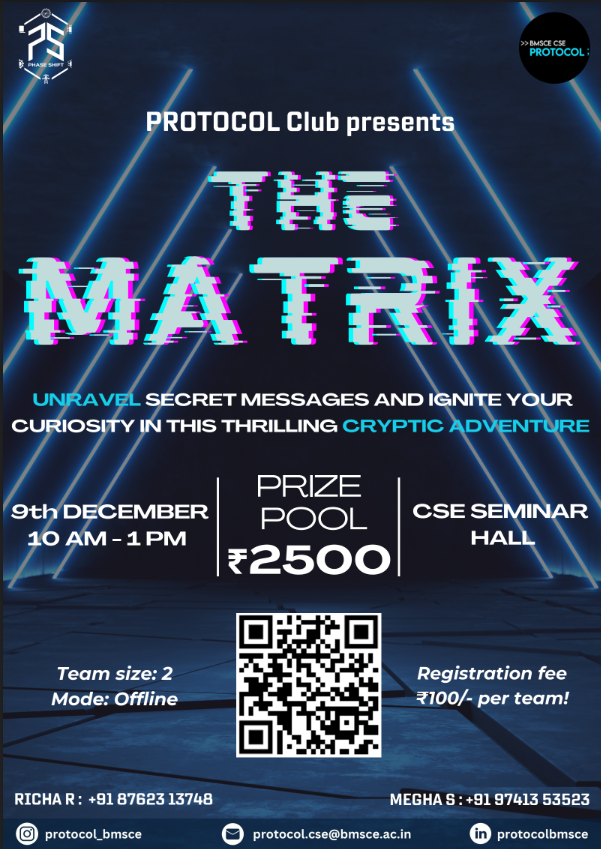 PHASE SHIFT
>> BMSCE CSE
PROTOCOL ;
PROTOCOL Club presents
THE
MATRIX
UNRAVEL SECRET MESSAGES AND IGNITE YOUR
CURIOSITY IN THIS THRILLING CRYPTIC ADVENTURE
9th DECEMBER
10 AM - 1 PM
PRIZE
POOL
₹2500
CSE SEMINAR
HALL
Team size: 2
Mode: Offline
Registration fee
₹100/- per team!
RICHA R : +91 87623 13748
MEGHA S : +91 97413 53523
protocol_bmsce
protocol.cse@bmsce.ac.in
protocolbmsce